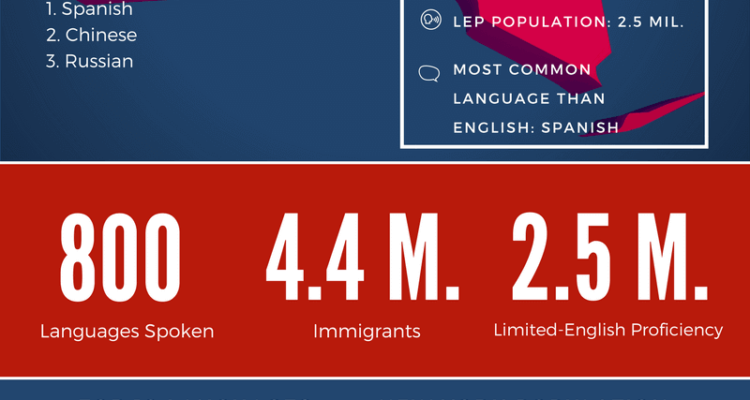 1. Spanish
2. Chinese
3. Russian
LEP POPULATION: 2.5 MIL.
MOST COMMON
LANGUAGE THAN
ENGLISH: SPANISH
800
Languages Spoken
4.4 M.
Immigrants
2.5 M.
Limited-English Proficiency